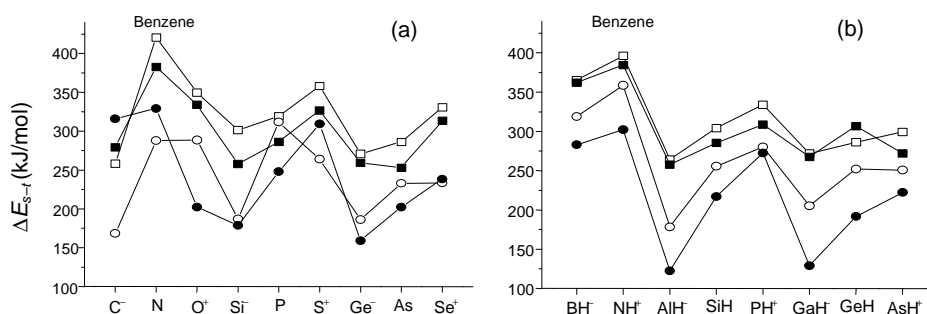 Benzene
(a)
400
350
300
250
200
150
100
ΔE s−t (kJ/mol)
C⁻ N O⁺ Si⁻ P S⁺ Ge⁻ As Se⁺
Benzene
(b)
400
350
300
250
200
150
100
BH⁻ NH⁺ AlH⁻ SiH PH⁺ GaH⁻ GeH AsH⁺